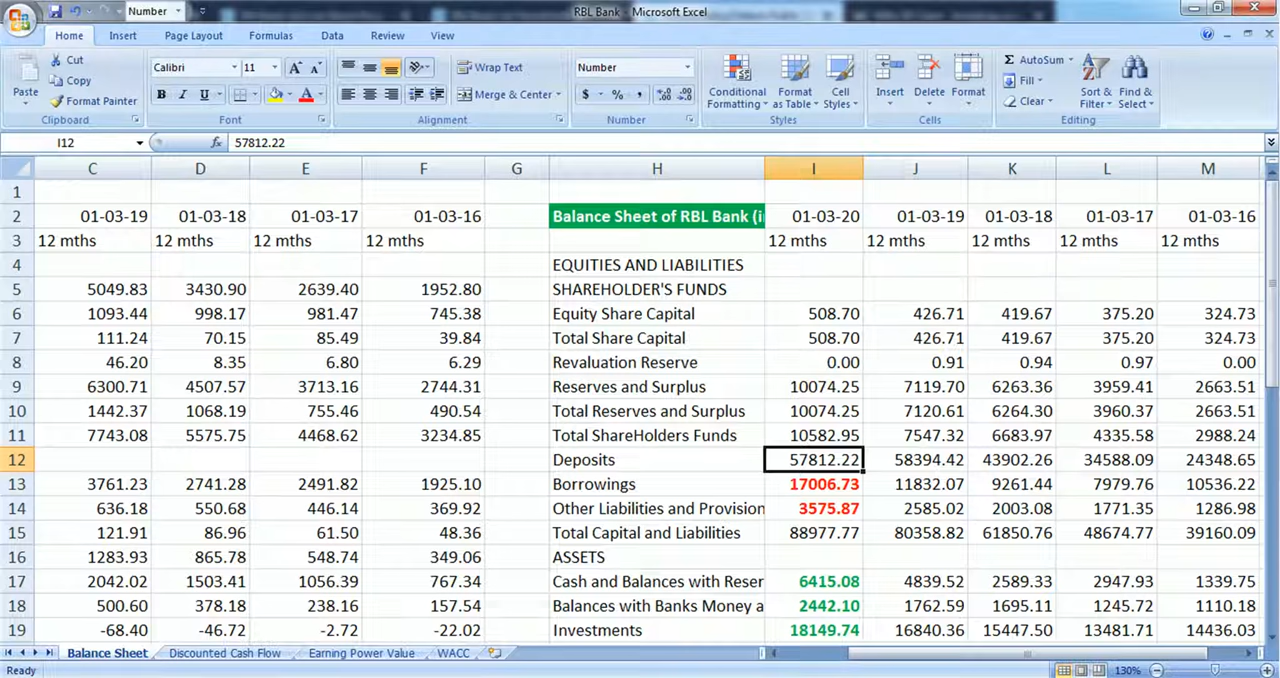 Number
RBL Bank - Microsoft Excel
Home Insert Page Layout Formulas Data Review View
Paste
Cut
Copy
Format Painter
Clipboard
Calibri 11
B I U
Font
Wrap Text
Merge & Center
Alignment
Number
$ % ,
Number
Conditional Formatting
Format as Table
Cell Styles
Styles
Insert Delete Format
Cells
Σ AutoSum
Fill
Clear
Sort & Filter
Find & Select
Editing
I12 fx 57812.22
C D E F G H I J K L M
1
2 01-03-19 01-03-18 01-03-17 01-03-16 Balance Sheet of RBL Bank (i 01-03-20 01-03-19 01-03-18 01-03-17 01-03-16
3 12 mths 12 mths 12 mths 12 mths 12 mths 12 mths 12 mths 12 mths 12 mths
4 EQUITIES AND LIABILITIES
5 5049.83 3430.90 2639.40 1952.80 SHAREHOLDER'S FUNDS
6 1093.44 998.17 981.47 745.38 Equity Share Capital 508.70 426.71 419.67 375.20 324.73
7 111.24 70.15 85.49 39.84 Total Share Capital 508.70 426.71 419.67 375.20 324.73
8 46.20 8.35 6.80 6.29 Revaluation Reserve 0.00 0.91 0.94 0.97 0.00
9 6300.71 4507.57 3713.16 2744.31 Reserves and Surplus 10074.25 7119.70 6263.36 3959.41 2663.51
10 1442.37 1068.19 755.46 490.54 Total Reserves and Surplus 10074.25 7120.61 6264.30 3960.37 2663.51
11 7743.08 5575.75 4468.62 3234.85 Total ShareHolders Funds 10582.95 7547.32 6683.97 4335.58 2988.24
12 Deposits 57812.22 58394.42 43902.26 34588.09 24348.65
13 3761.23 2741.28 2491.82 1925.10 Borrowings 17006.73 11832.07 9261.44 7979.76 10536.22
14 636.18 550.68 446.14 369.92 Other Liabilities and Provision 3575.87 2585.02 2003.08 1771.35 1286.98
15 121.91 86.96 61.50 48.36 Total Capital and Liabilities 88977.77 80358.82 61850.76 48674.77 39160.09
16 1283.93 865.78 548.74 349.06 ASSETS
17 2042.02 1503.41 1056.39 767.34 Cash and Balances with Reser 6415.08 4839.52 2589.33 2947.93 1339.75
18 500.60 378.18 238.16 157.54 Balances with Banks Money a 2442.10 1762.59 1695.11 1245.72 1110.18
19 -68.40 -46.72 -2.72 -22.02 Investments 18149.74 16840.36 15447.50 13481.71 14436.03
Balance Sheet Discounted Cash Flow Earning Power Value WACC
Ready 130%